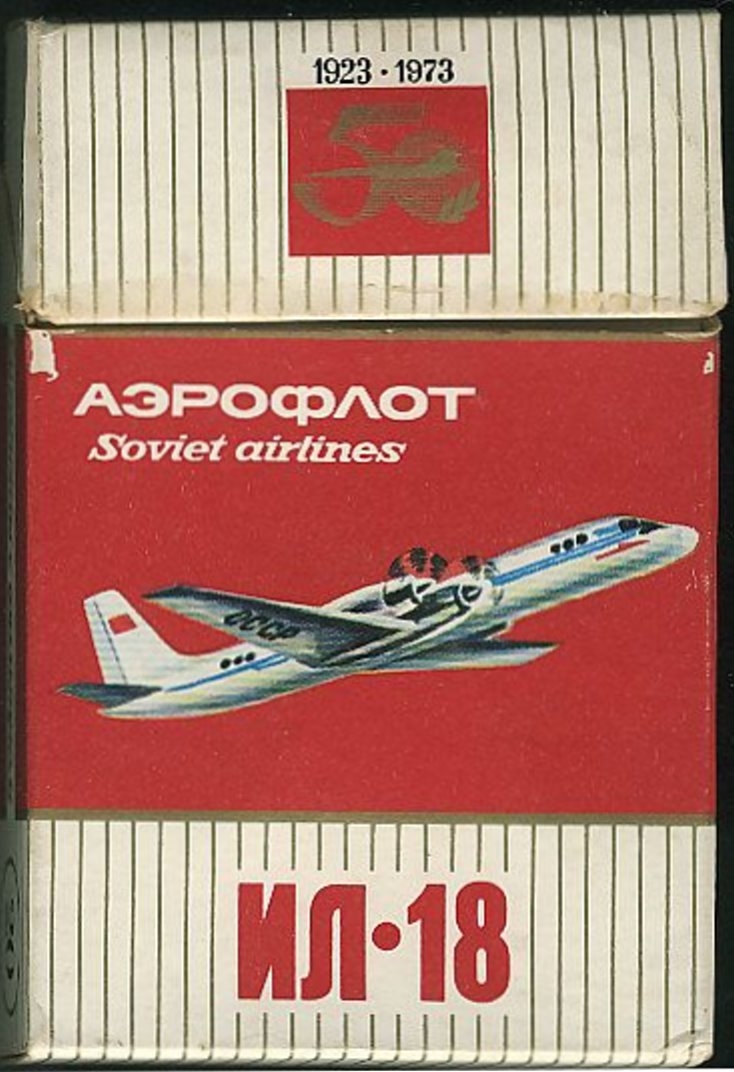 1923 · 1973
50
АЭРОФЛОТ
Soviet airlines
СССР
ИЛ·18